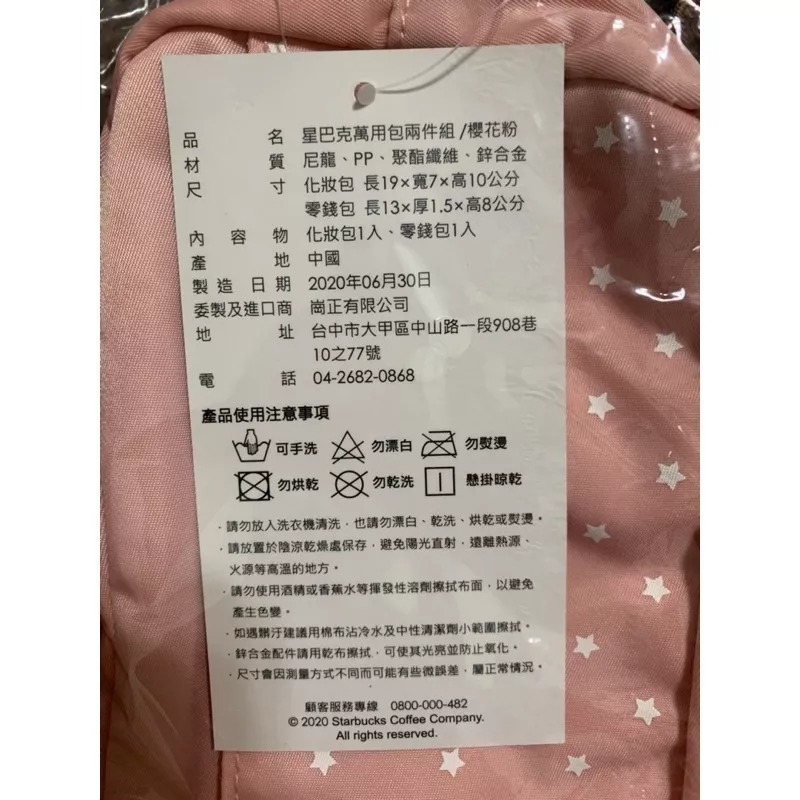 品名 星巴克萬用包兩件組/櫻花粉
材質 尼龍、PP、聚酯纖維、鋅合金
尺寸 化妝包 長19×寬7×高10公分
零錢包 長13×厚1.5×高8公分
內容物 化妝包1入、零錢包1入
產地 中國
製造日期 2020年06月30日
委製及進口商 崗正有限公司
地址 台中市大甲區中山路一段908巷
10之77號
電話 04-2682-0868
產品使用注意事項
可手洗 勿漂白 勿熨燙
勿烘乾 勿乾洗 懸掛晾乾
·請勿放入洗衣機清洗,也請勿漂白、乾洗、烘乾或熨燙。
·請放置於陰涼乾燥處保存,避免陽光直射,遠離熱源、
火源等高溫的地方。
·請勿使用酒精或香蕉水等揮發性溶劑擦拭布面,以避免
產生色變。
·如遇髒汙建議用棉布沾冷水及中性清潔劑小範圍擦拭。
·鋅合金配件請用乾布擦拭,可使其光亮並防止氧化。
·尺寸會因測量方式不同而可能有些微誤差,屬正常情況。
顧客服務專線 0800-000-482
© 2020 Starbucks Coffee Company.
All rights reserved.